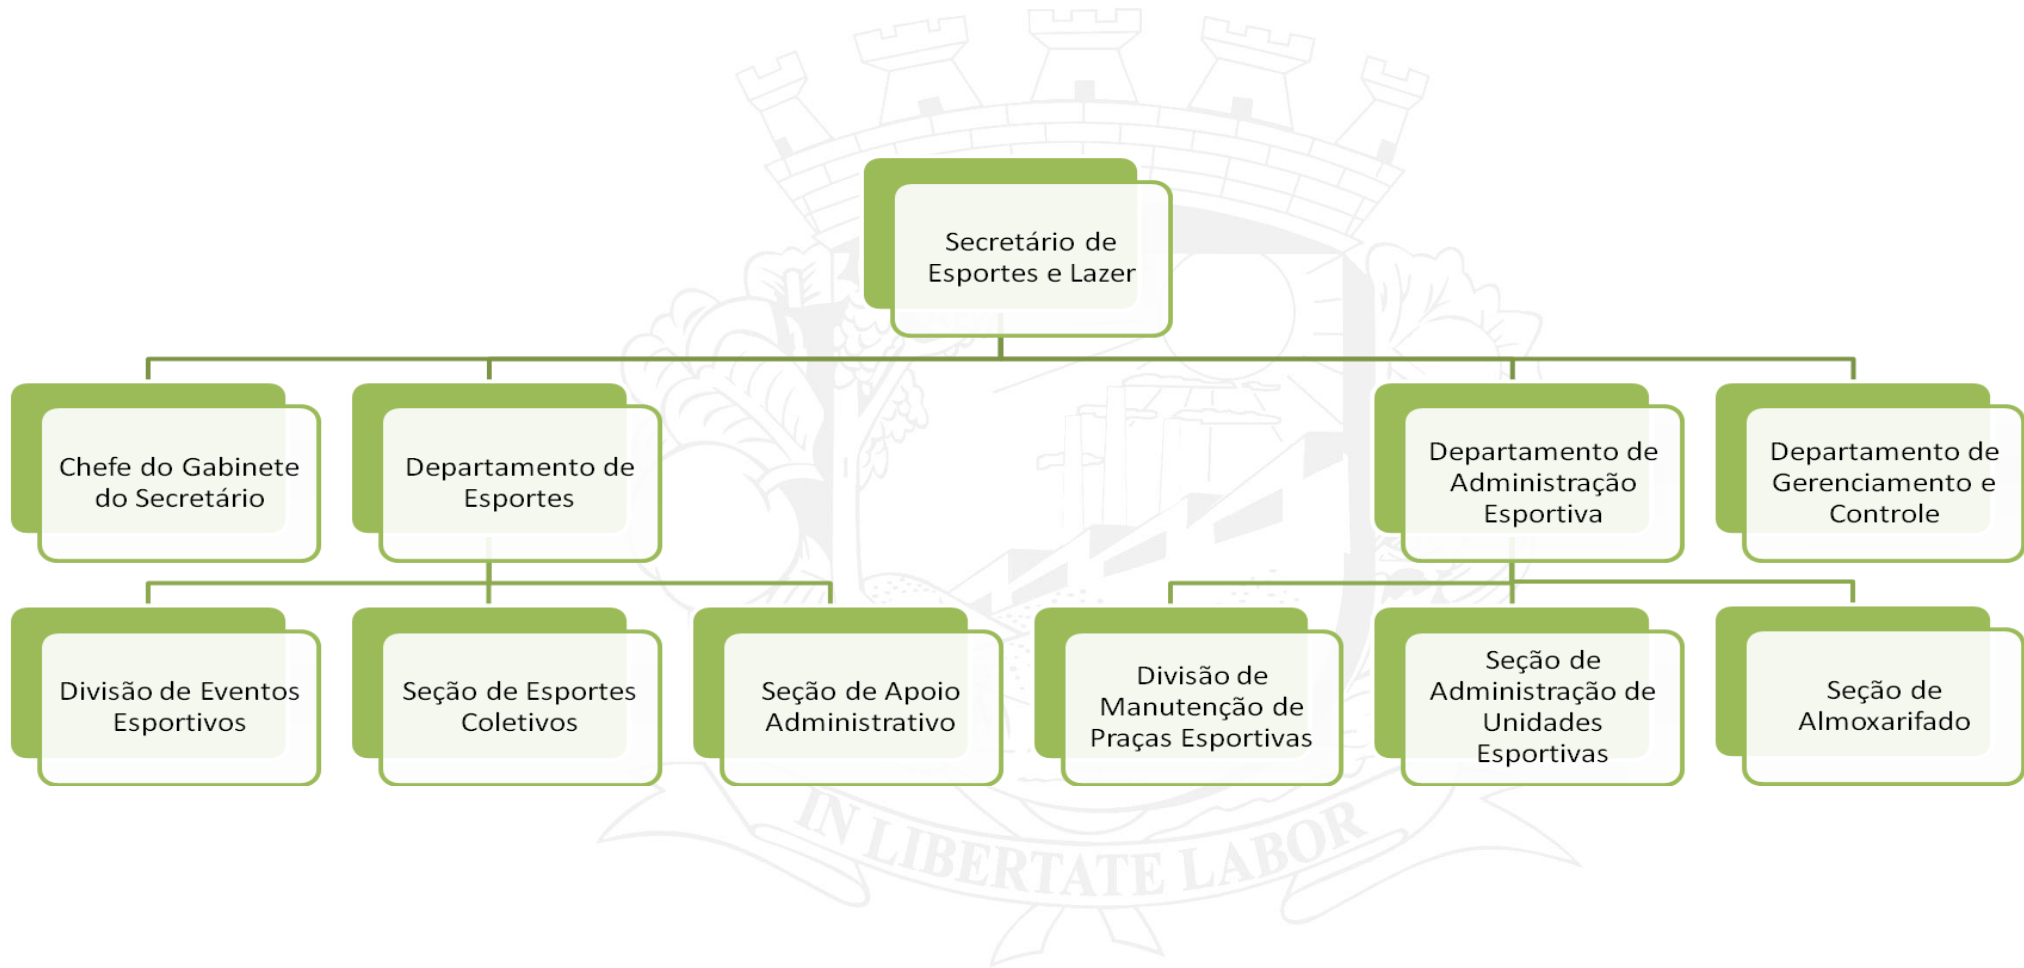 Secretário de
Esportes e Lazer
Chefe do Gabinete
do Secretário
Departamento de
Esportes
Departamento de
Administração
Esportiva
Departamento de
Gerenciamento e
Controle
Divisão de Eventos
Esportivos
Seção de Esportes
Coletivos
Seção de Apoio
Administrativo
Divisão de
Manutenção de
Praças Esportivas
Seção de
Administração de
Unidades
Esportivas
Seção de
Almoxarifado
IN LIBERTATE LABOR